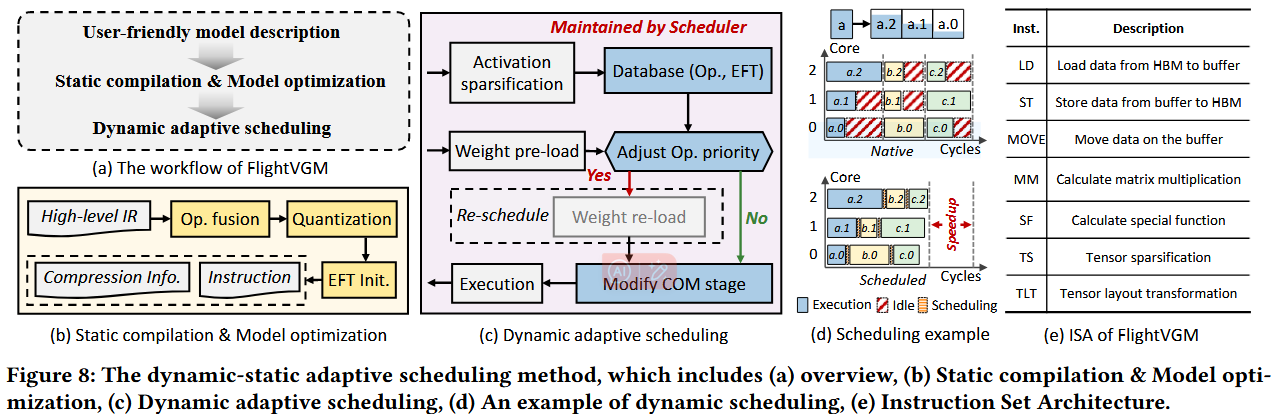 User-friendly model description
Static compilation & Model optimization
Dynamic adaptive scheduling
(a) The workflow of FlightVGM
High-level IR
Op. fusion
Quantization
Compression Info.
Instruction
EFT Init.
(b) Static compilation & Model optimization
Maintained by Scheduler
Activation
sparsification
Database (Op., EFT)
Weight pre-load
Adjust Op. priority
Yes
Re-schedule
Weight re-load
No
Execution
AI
Modify COM stage
(c) Dynamic adaptive scheduling
a
a.2
a.1
a.0
Core
2
a.2
b.2
c.2
1
a.1
b.1
c.1
0
a.0
b.0
c.0
Native
Cycles
Core
2
a.2
b.2
c.2
1
a.1
b.1
c.1
0
a.0
b.0
c.0
Speedup
Scheduled
Cycles
Execution
Idle
Scheduling
(d) Scheduling example
Inst. Description
LD Load data from HBM to buffer
ST Store data from buffer to HBM
MOVE Move data on the buffer
MM Calculate matrix multiplication
SF Calculate special function
TS Tensor sparsification
TLT Tensor layout transformation
(e) ISA of FlightVGM
Figure 8: The dynamic-static adaptive scheduling method, which includes (a) overview, (b) Static compilation & Model opti-
mization, (c) Dynamic adaptive scheduling, (d) An example of dynamic scheduling, (e) Instruction Set Architecture.